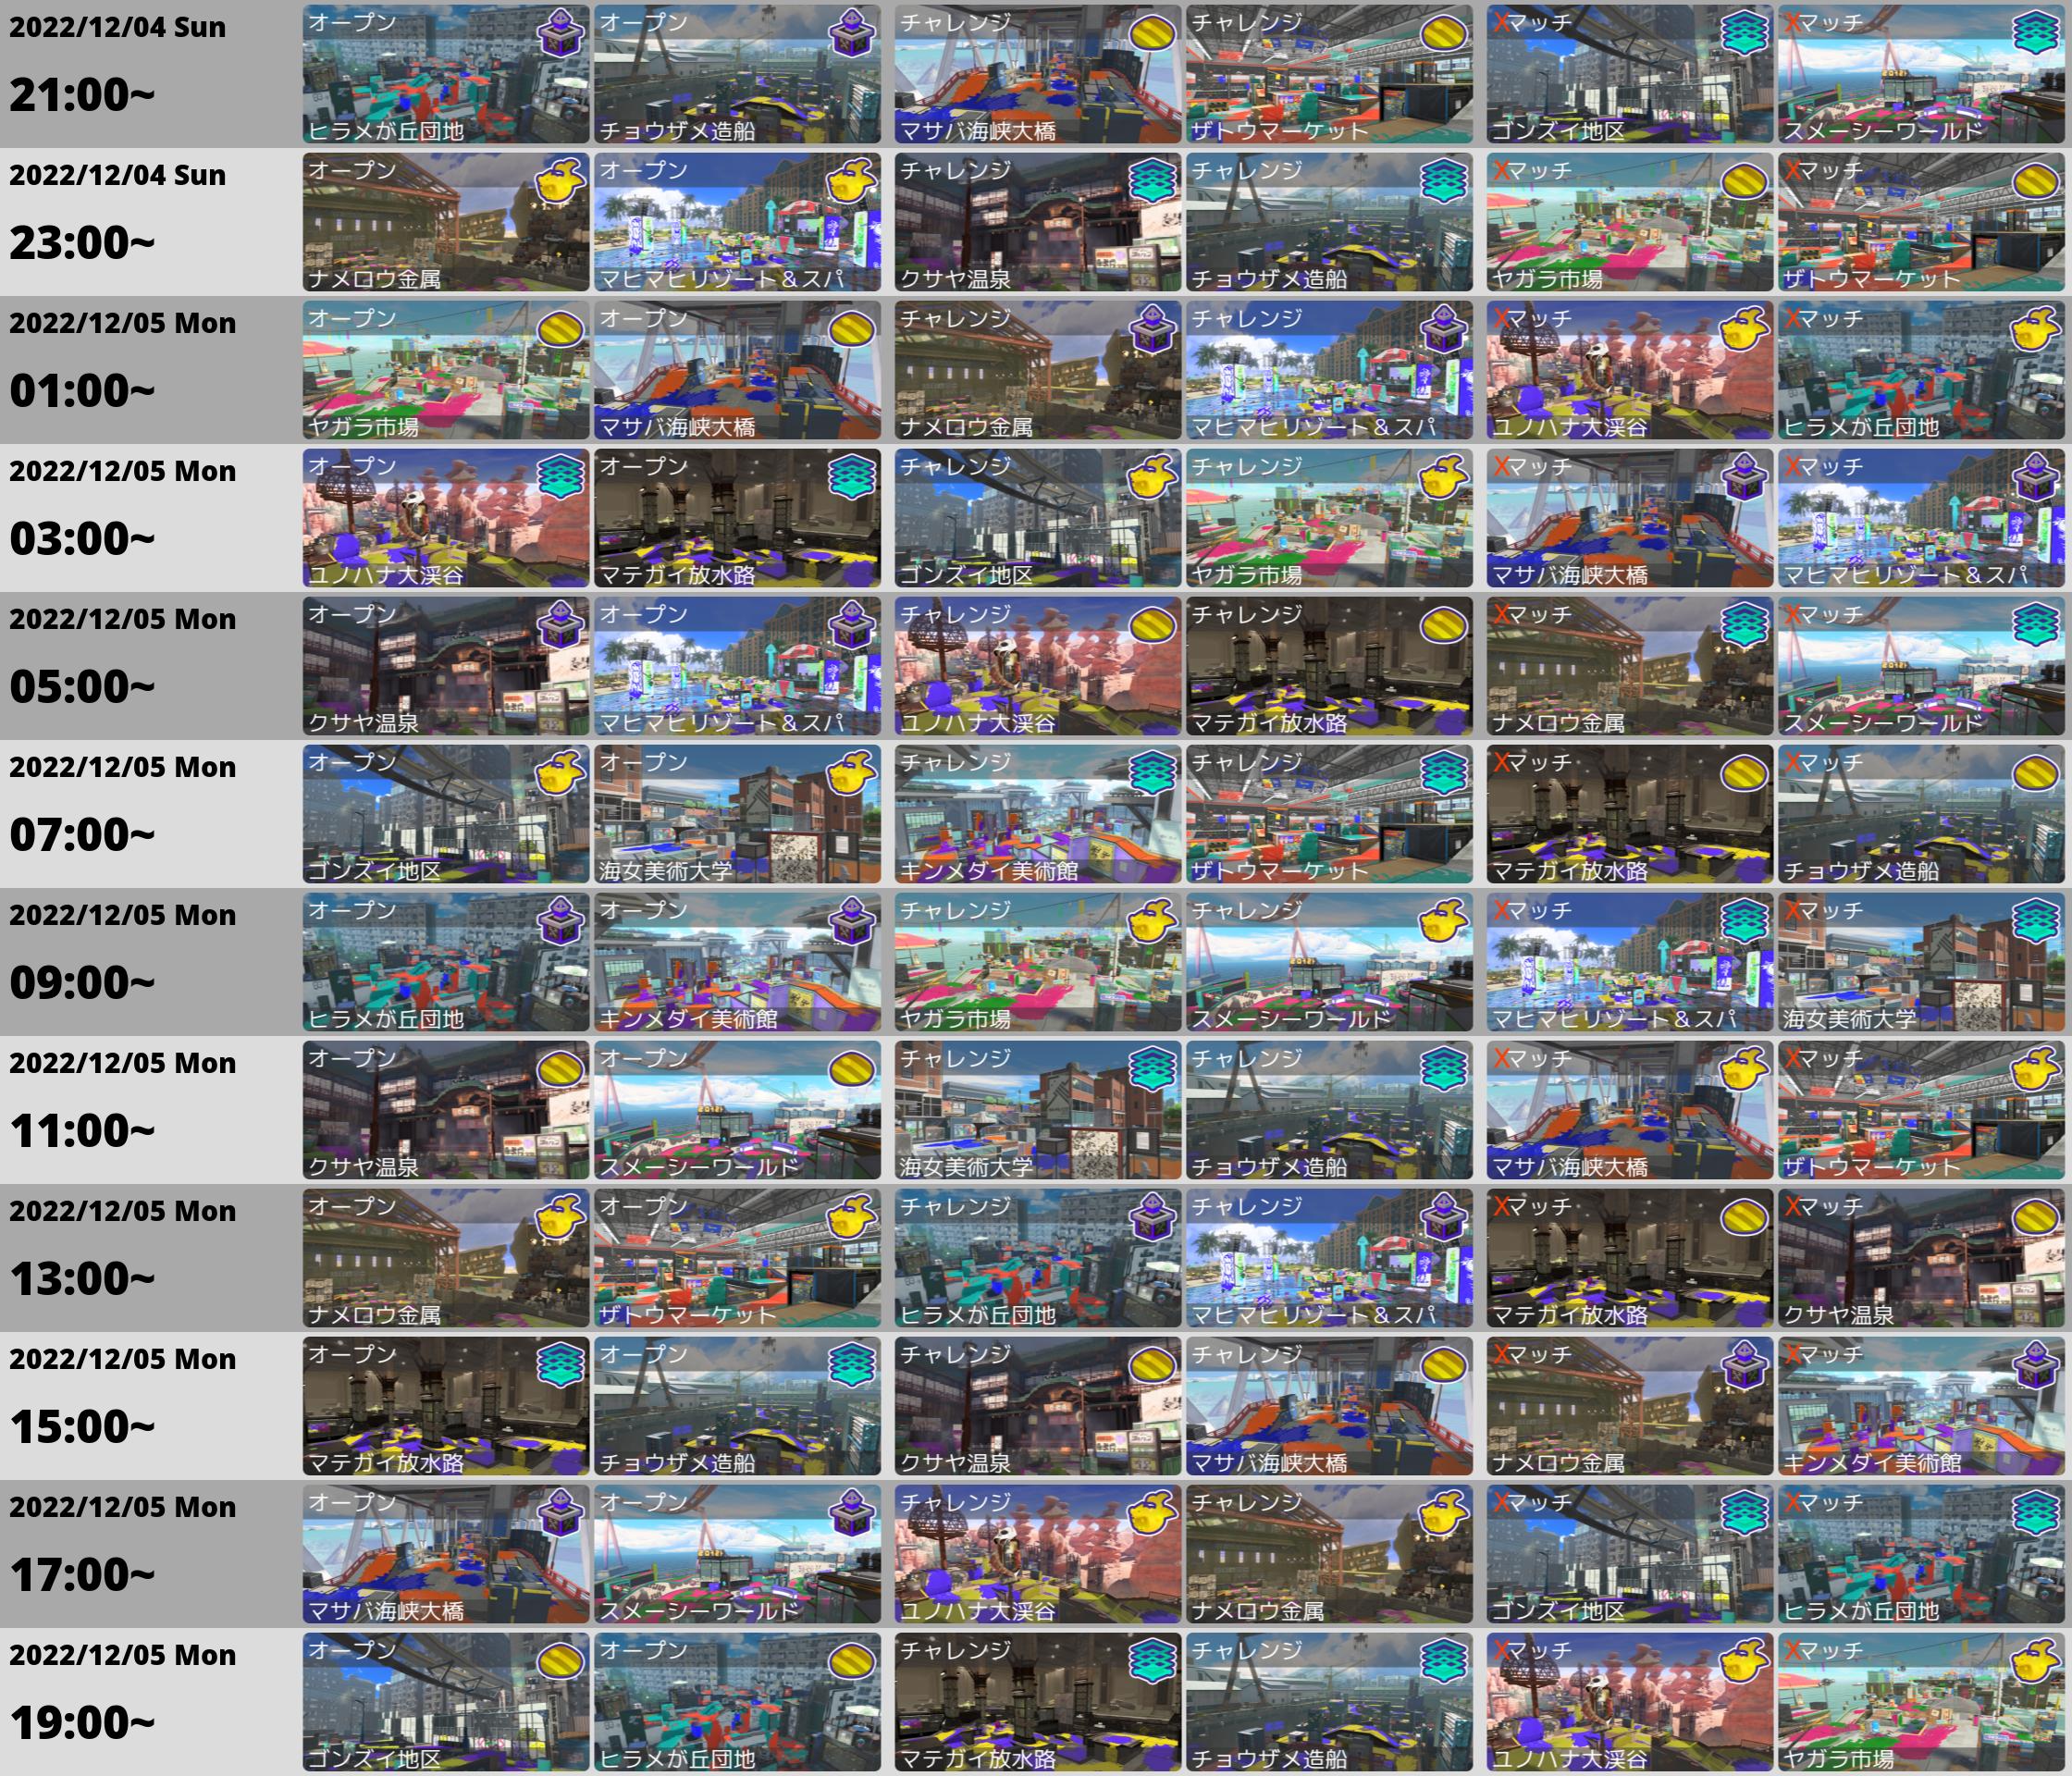 2022/12/04 Sun
21:00~
オープン
ヒラメが丘団地
オープン
チョウザメ造船
チャレンジ
マサバ海峡大橋
チャレンジ
ザトウマーケット
Xマッチ
ゴンズイ地区
Xマッチ
スメーシーワールド
2022/12/04 Sun
23:00~
オープン
ナメロウ金属
オープン
マヒマヒリゾート＆スパ
チャレンジ
クサヤ温泉
チャレンジ
チョウザメ造船
Xマッチ
ヤガラ市場
Xマッチ
ザトウマーケット
2022/12/05 Mon
01:00~
オープン
ヤガラ市場
オープン
マサバ海峡大橋
チャレンジ
ナメロウ金属
チャレンジ
マヒマヒリゾート＆スパ
Xマッチ
ユノハナ大渓谷
Xマッチ
ヒラメが丘団地
2022/12/05 Mon
03:00~
オープン
ユノハナ大渓谷
オープン
マテガイ放水路
チャレンジ
ゴンズイ地区
チャレンジ
ヤガラ市場
Xマッチ
マサバ海峡大橋
Xマッチ
マヒマヒリゾート＆スパ
2022/12/05 Mon
05:00~
オープン
クサヤ温泉
オープン
マヒマヒリゾート＆スパ
チャレンジ
ユノハナ大渓谷
チャレンジ
マテガイ放水路
Xマッチ
ナメロウ金属
Xマッチ
スメーシーワールド
2022/12/05 Mon
07:00~
オープン
ゴンズイ地区
オープン
海女美術大学
チャレンジ
キンメダイ美術館
チャレンジ
ザトウマーケット
Xマッチ
マテガイ放水路
Xマッチ
チョウザメ造船
2022/12/05 Mon
09:00~
オープン
ヒラメが丘団地
オープン
キンメダイ美術館
チャレンジ
ヤガラ市場
チャレンジ
スメーシーワールド
Xマッチ
マヒマヒリゾート＆スパ
Xマッチ
海女美術大学
2022/12/05 Mon
11:00~
オープン
クサヤ温泉
オープン
スメーシーワールド
チャレンジ
海女美術大学
チャレンジ
チョウザメ造船
Xマッチ
マサバ海峡大橋
Xマッチ
ザトウマーケット
2022/12/05 Mon
13:00~
オープン
ナメロウ金属
オープン
ザトウマーケット
チャレンジ
ヒラメが丘団地
チャレンジ
マヒマヒリゾート＆スパ
Xマッチ
マテガイ放水路
Xマッチ
クサヤ温泉
2022/12/05 Mon
15:00~
オープン
マテガイ放水路
オープン
チョウザメ造船
チャレンジ
クサヤ温泉
チャレンジ
マサバ海峡大橋
Xマッチ
ナメロウ金属
Xマッチ
キンメダイ美術館
2022/12/05 Mon
17:00~
オープン
マサバ海峡大橋
オープン
スメーシーワールド
チャレンジ
ユノハナ大渓谷
チャレンジ
ナメロウ金属
Xマッチ
ゴンズイ地区
Xマッチ
ヒラメが丘団地
2022/12/05 Mon
19:00~
オープン
ゴンズイ地区
オープン
ヒラメが丘団地
チャレンジ
マテガイ放水路
チャレンジ
チョウザメ造船
Xマッチ
ユノハナ大渓谷
Xマッチ
ヤガラ市場